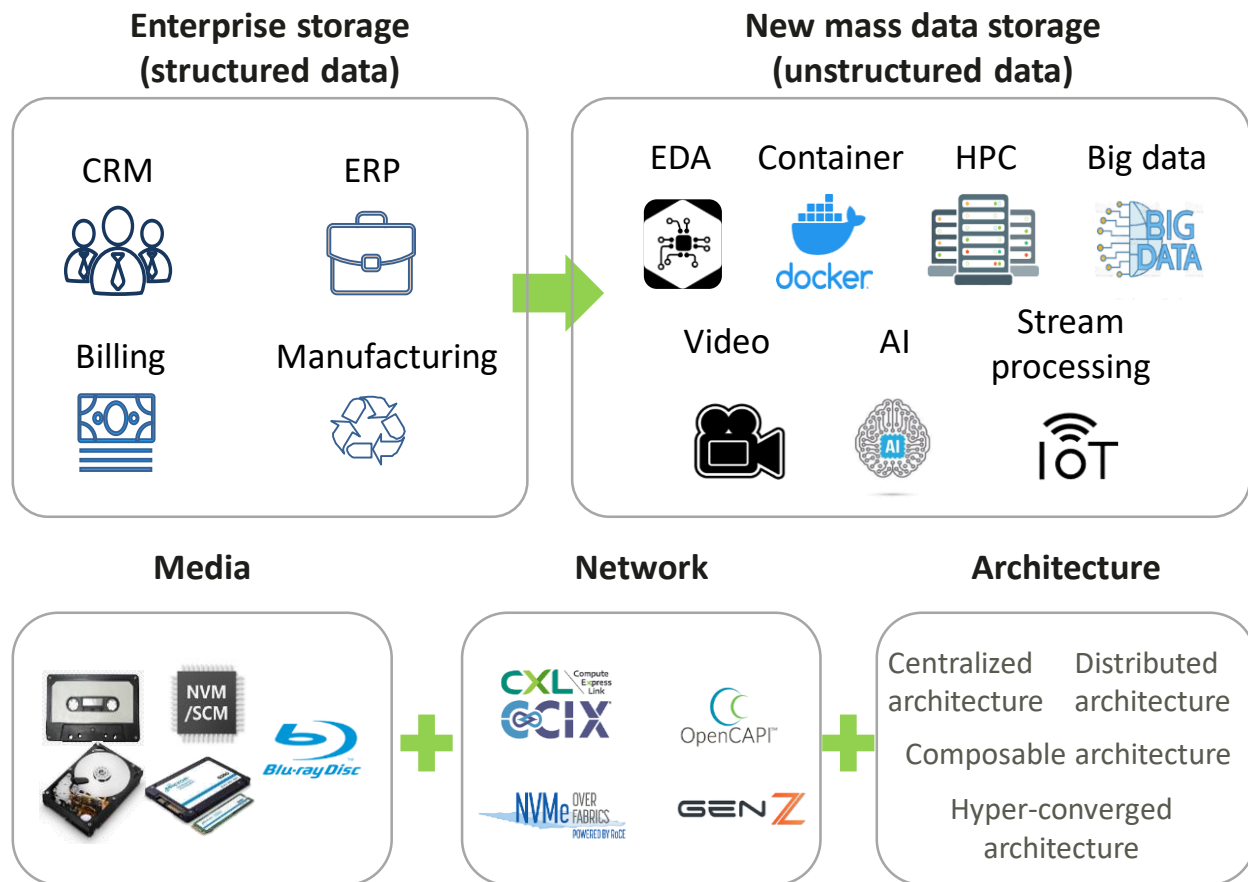 Enterprise storage
(structured data)
New mass data storage
(unstructured data)
CRM
ERP
Billing
Manufacturing
EDA
Container
HPC
Big data
docker
BIG
DATA
Video
AI
Stream
processing
AI
IoT
Media
Network
Architecture
NVM
/SCM
Blu-ray Disc
CXL
Compute
Express
Link
CCIX
OpenCAPI™
NVMe OVER
FABRICS
POWERED BY RoCE
GEN Z
Centralized
architecture
Distributed
architecture
Composable architecture
Hyper-converged
architecture